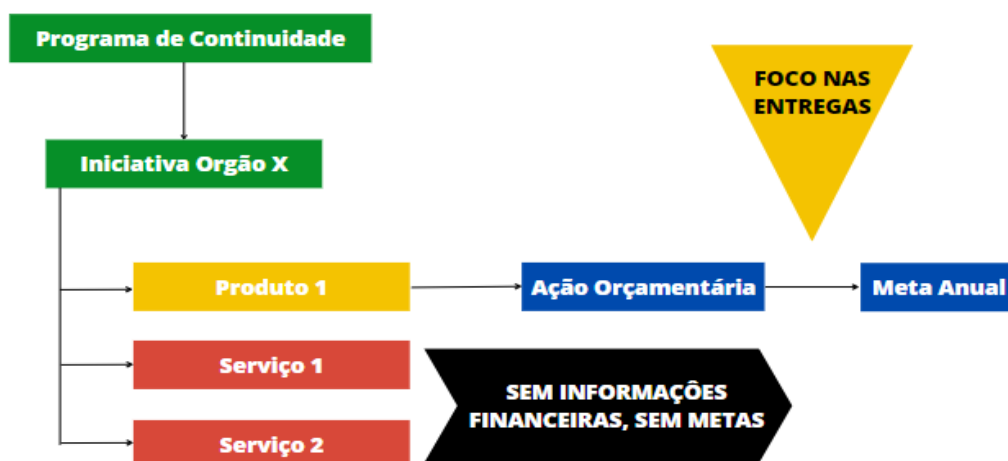 Programa de Continuidade
FOCO NAS
ENTREGAS
Iniciativa Orgão X
Produto 1
Ação Orçamentária
Meta Anual
Serviço 1
SEM INFORMAÇÔES
FINANCEIRAS, SEM METAS
Serviço 2